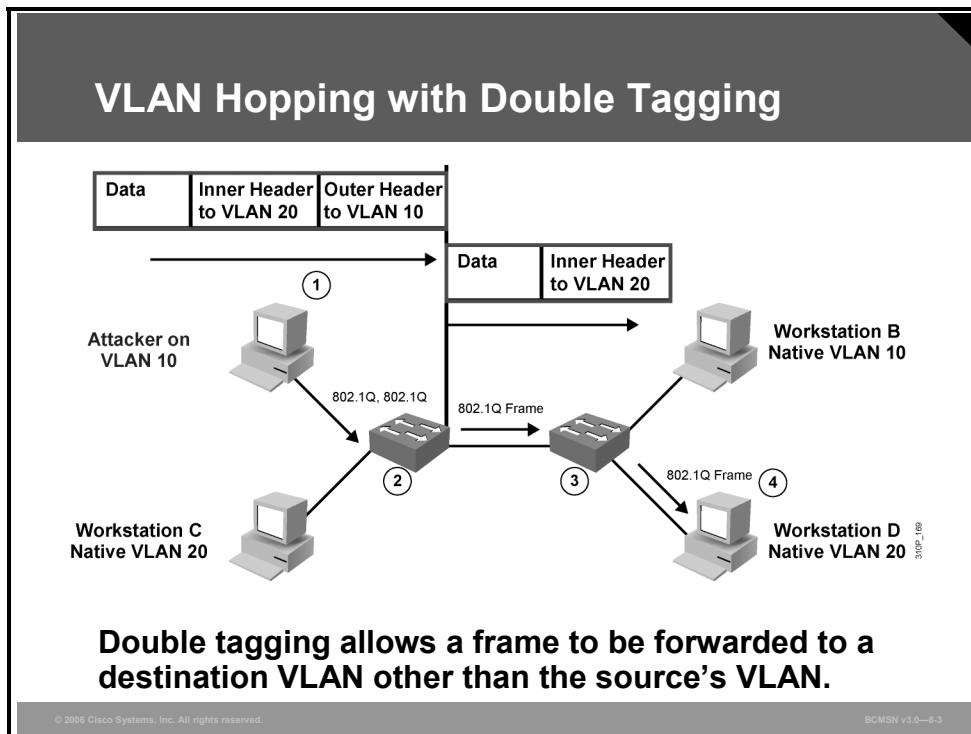 VLAN Hopping with Double Tagging
Data
Inner Header
to VLAN 20
Outer Header
to VLAN 10
Data
Inner Header
to VLAN 20
1
Attacker on
VLAN 10
Workstation B
Native VLAN 10
802.1Q, 802.1Q
802.1Q Frame
2
3
802.1Q Frame
4
Workstation C
Native VLAN 20
Workstation D
Native VLAN 20
310P_169
Double tagging allows a frame to be forwarded to a
destination VLAN other than the source’s VLAN.
© 2006 Cisco Systems, Inc. All rights reserved.
BCMSN v3.0—8-3